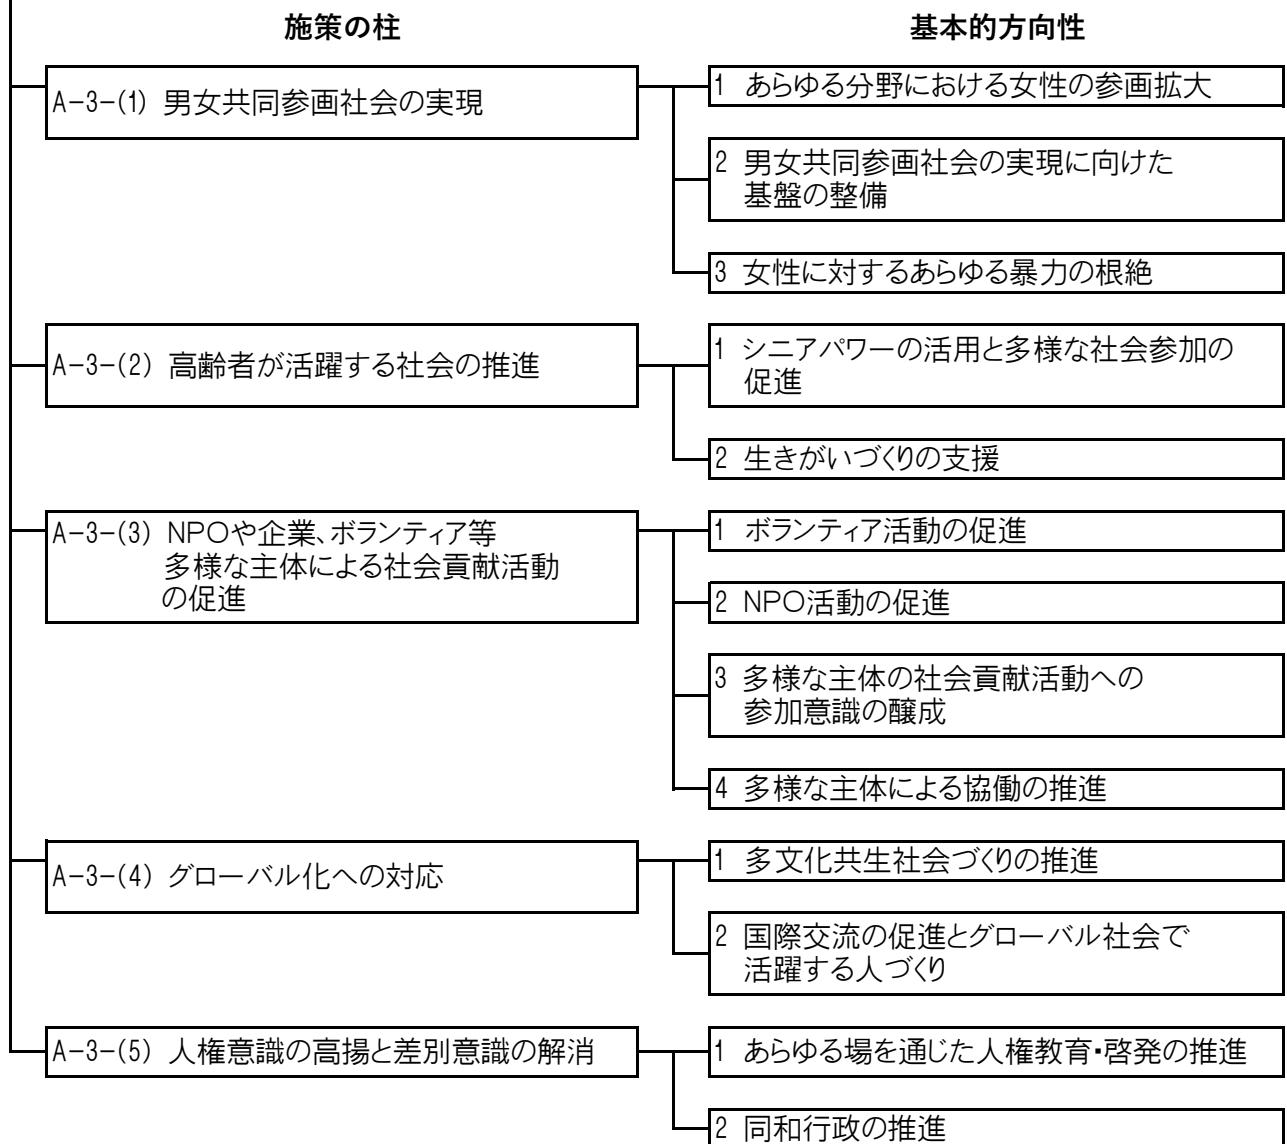 施策の柱
基本的方向性
A-3-(1) 男女共同参画社会の実現
1 あらゆる分野における女性の参画拡大
2 男女共同参画社会の実現に向けた
基盤の整備
3 女性に対するあらゆる暴力の根絶
A-3-(2) 高齢者が活躍する社会の推進
1 シニアパワーの活用と多様な社会参加の
促進
2 生きがいづくりの支援
A-3-(3) NPOや企業、ボランティア等
多様な主体による社会貢献活動
の促進
1 ボランティア活動の促進
2 NPO活動の促進
3 多様な主体の社会貢献活動への
参加意識の醸成
4 多様な主体による協働の推進
A-3-(4) グローバル化への対応
1 多文化共生社会づくりの推進
2 国際交流の促進とグローバル社会で
活躍する人づくり
A-3-(5) 人権意識の高揚と差別意識の解消
1 あらゆる場を通じた人権教育・啓発の推進
2 同和行政の推進